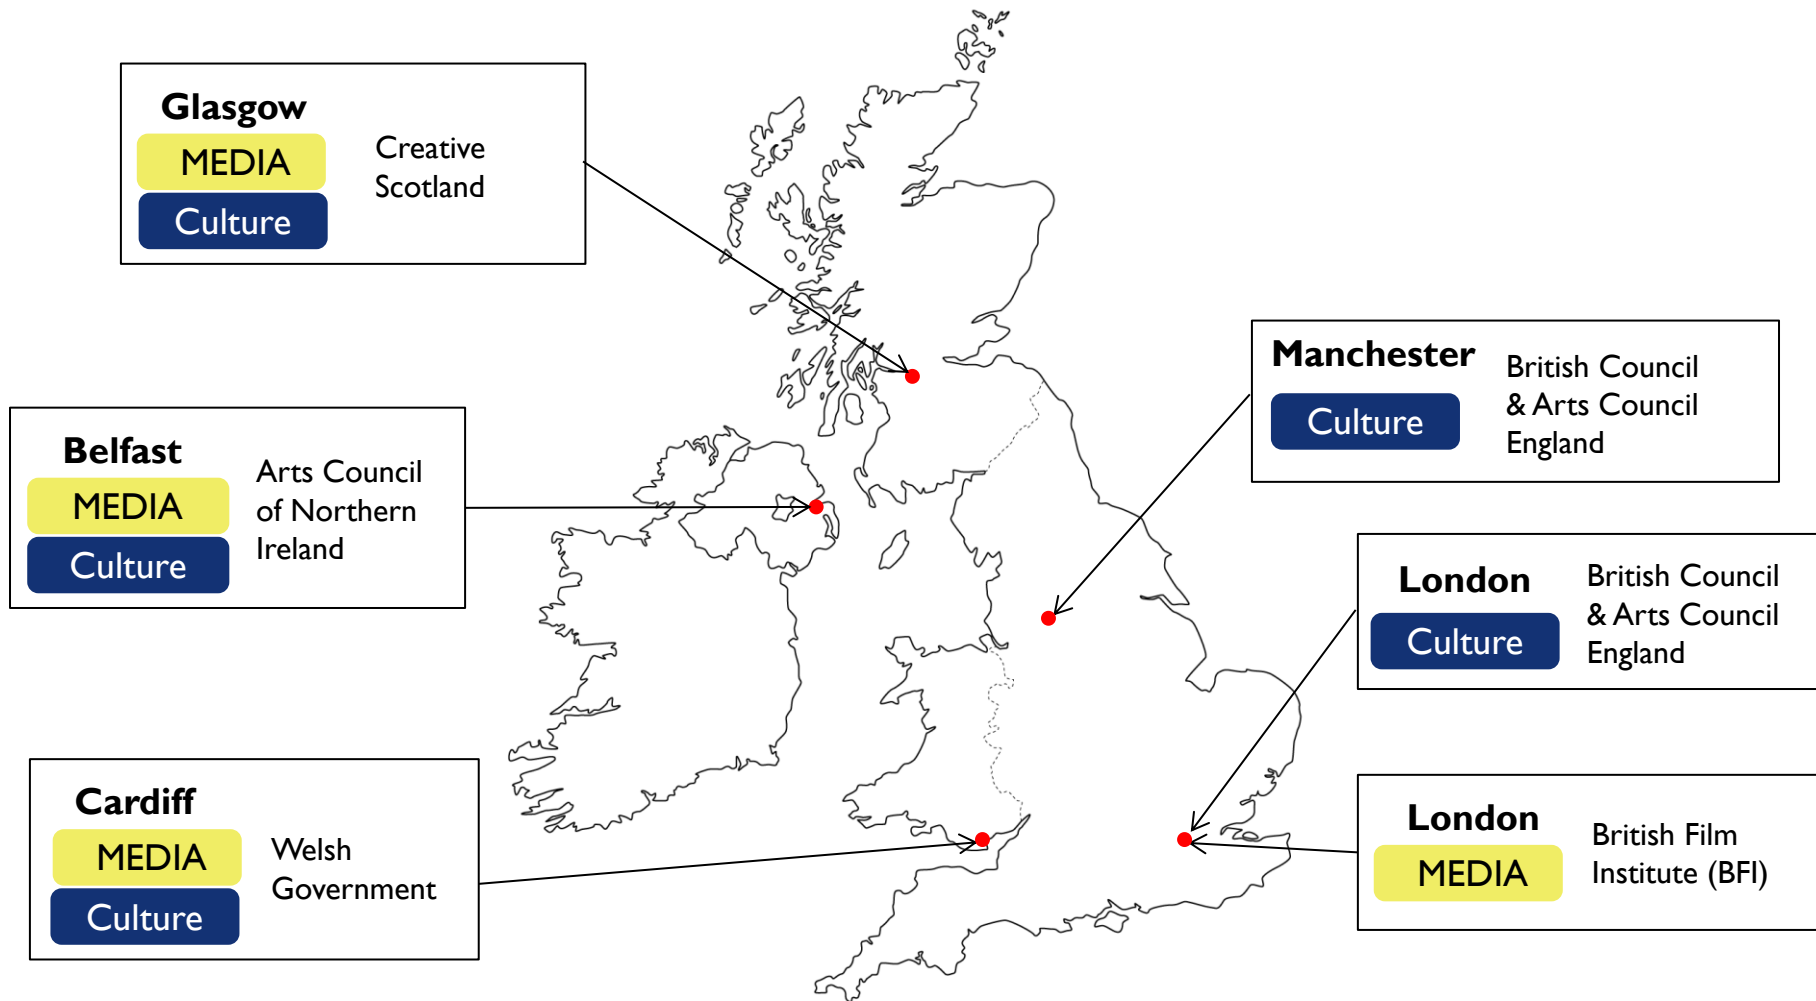 Glasgow
MEDIA
Culture
Creative
Scotland
Belfast
MEDIA
Culture
Arts Council
of Northern
Ireland
Cardiff
MEDIA
Culture
Welsh
Government
Manchester
Culture
British Council
& Arts Council
England
London
Culture
British Council
& Arts Council
England
London
MEDIA
British Film
Institute (BFI)